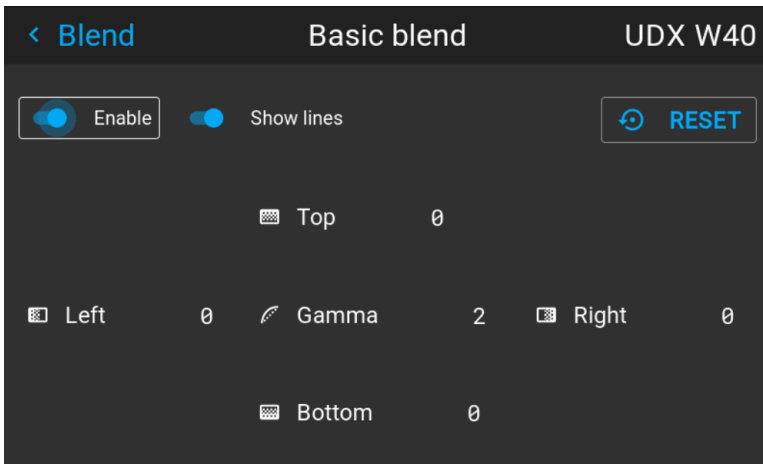 Blend Basic blend UDX W40
Enable Show lines RESET
Top 0
Left 0 Gamma 2 Right 0
Bottom 0